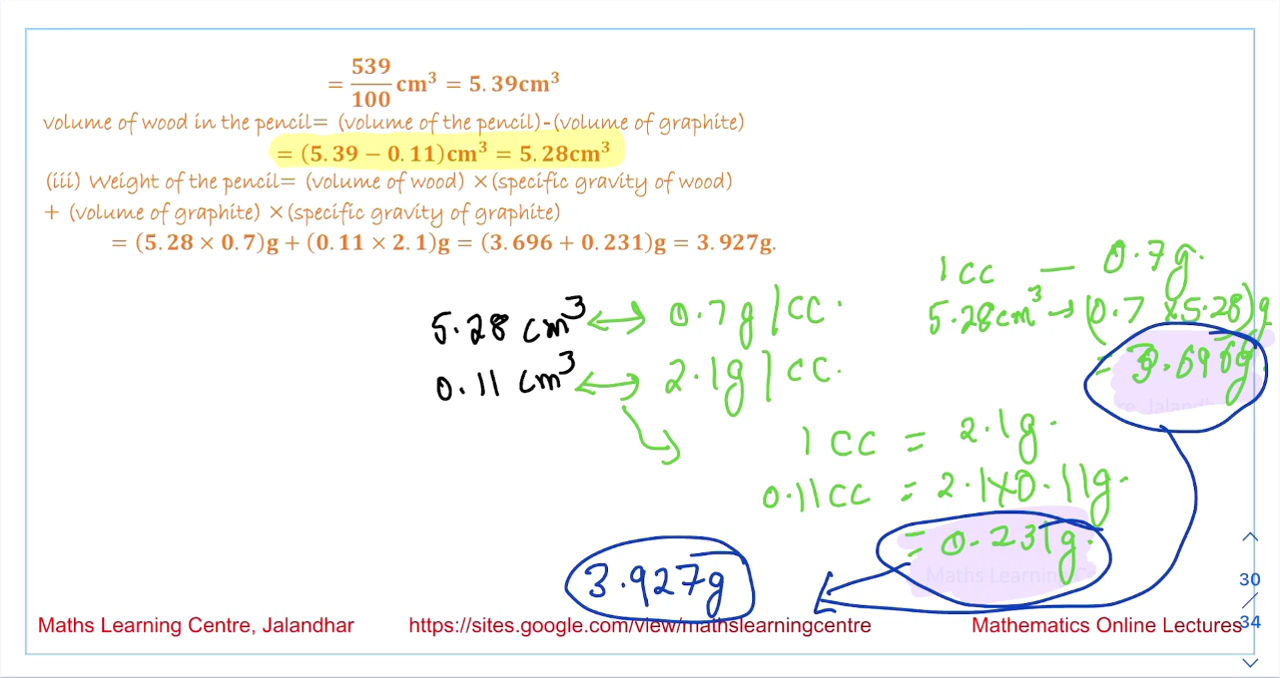 = 539/100 cm³ = 5.39cm³
volume of wood in the pencil= (volume of the pencil)-(volume of graphite)
= (5.39 − 0.11)cm³ = 5.28cm³
(iii) Weight of the pencil= (volume of wood) ×(specific gravity of wood)
+ (volume of graphite) ×(specific gravity of graphite)
= (5.28 × 0.7)g + (0.11 × 2.1)g = (3.696 + 0.231)g = 3.927g.
1 CC — 0.7g.
5.28cm³ → (0.7 × 5.28)g
= 3.696g.
5.28 cm³ ↔ 0.7g | CC.
0.11 cm³ ↔ 2.1g | CC.
1 CC = 2.1g.
0.11CC = 2.1×0.11g.
= 0.231g.
3.927g
30
/
34
Maths Learning Centre, Jalandhar https://sites.google.com/view/mathslearningcentre Mathematics Online Lectures